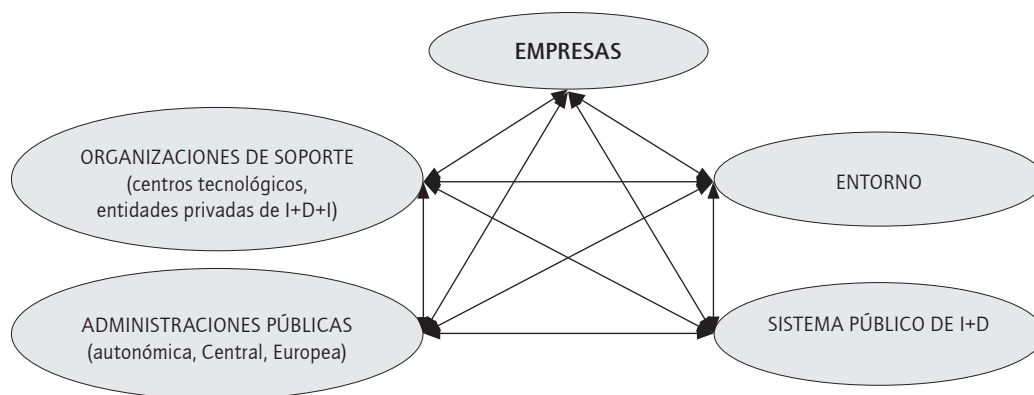 EMPRESAS
ORGANIZACIONES DE SOPORTE
(centros tecnológicos,
entidades privadas de I+D+I)
ENTORNO
ADMINISTRACIONES PÚBLICAS
(autonómica, Central, Europea)
SISTEMA PÚBLICO DE I+D